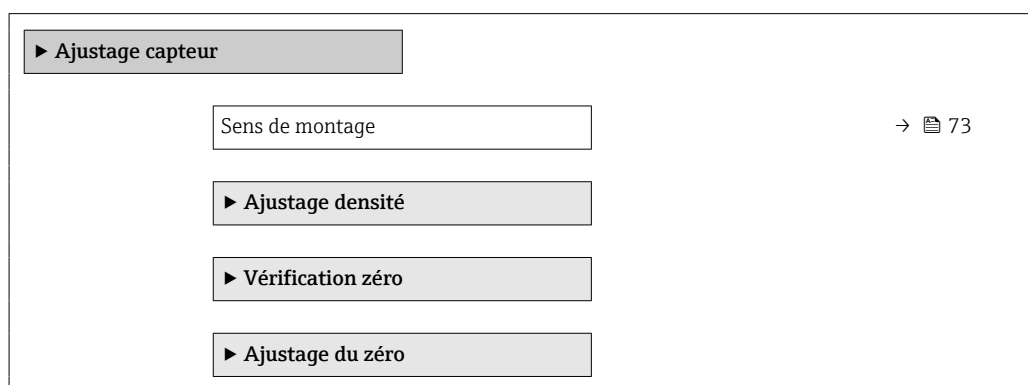 ▶ Ajustage capteur
Sens de montage → 🖹 73
▶ Ajustage densité
▶ Vérification zéro
▶ Ajustage du zéro